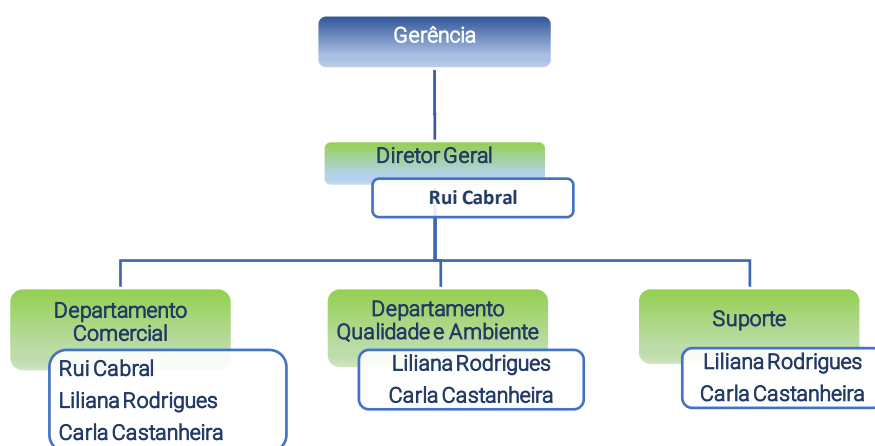 Gerência
Diretor Geral
Rui Cabral
Departamento
Comercial
Rui Cabral
Liliana Rodrigues
Carla Castanheira
Departamento
Qualidade e Ambiente
Liliana Rodrigues
Carla Castanheira
Suporte
Liliana Rodrigues
Carla Castanheira